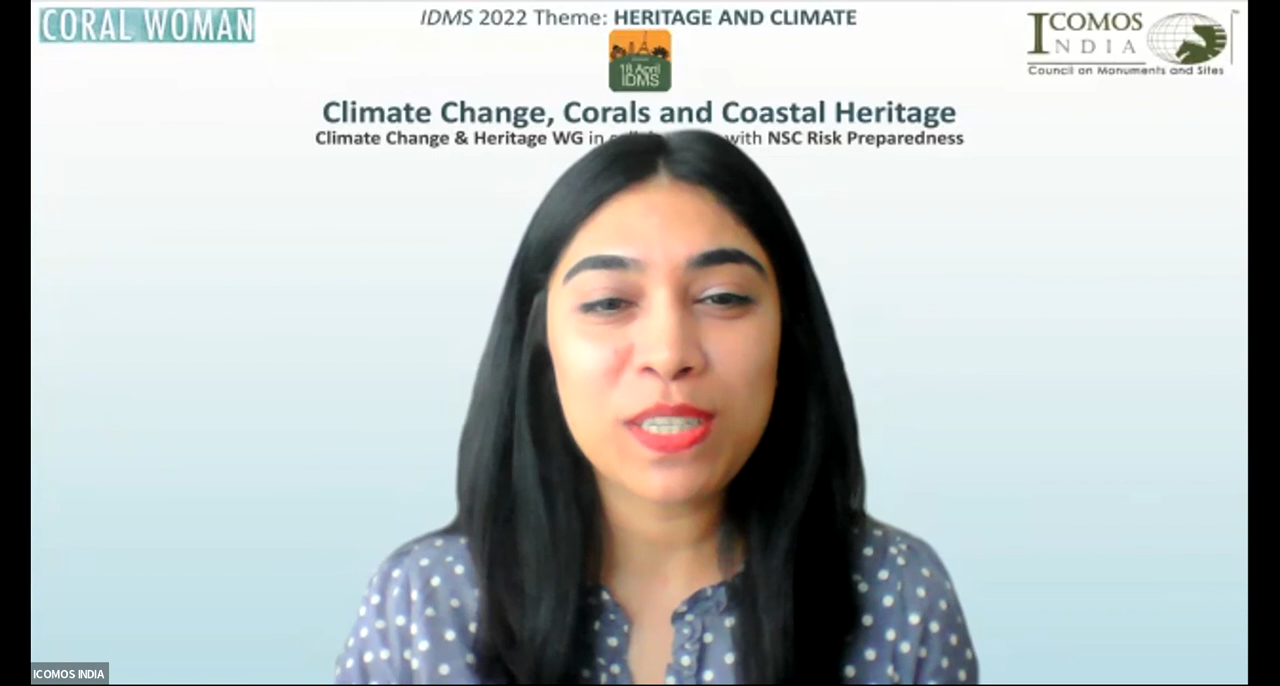 CORAL WOMAN
IDMS 2022 Theme: HERITAGE AND CLIMATE
ICOMOS
INDIA
Council on Monuments and Sites
18 April
IDMS
Climate Change, Corals and Coastal Heritage
Climate Change & Heritage WG in with NSC Risk Preparedness
ICOMOS INDIA